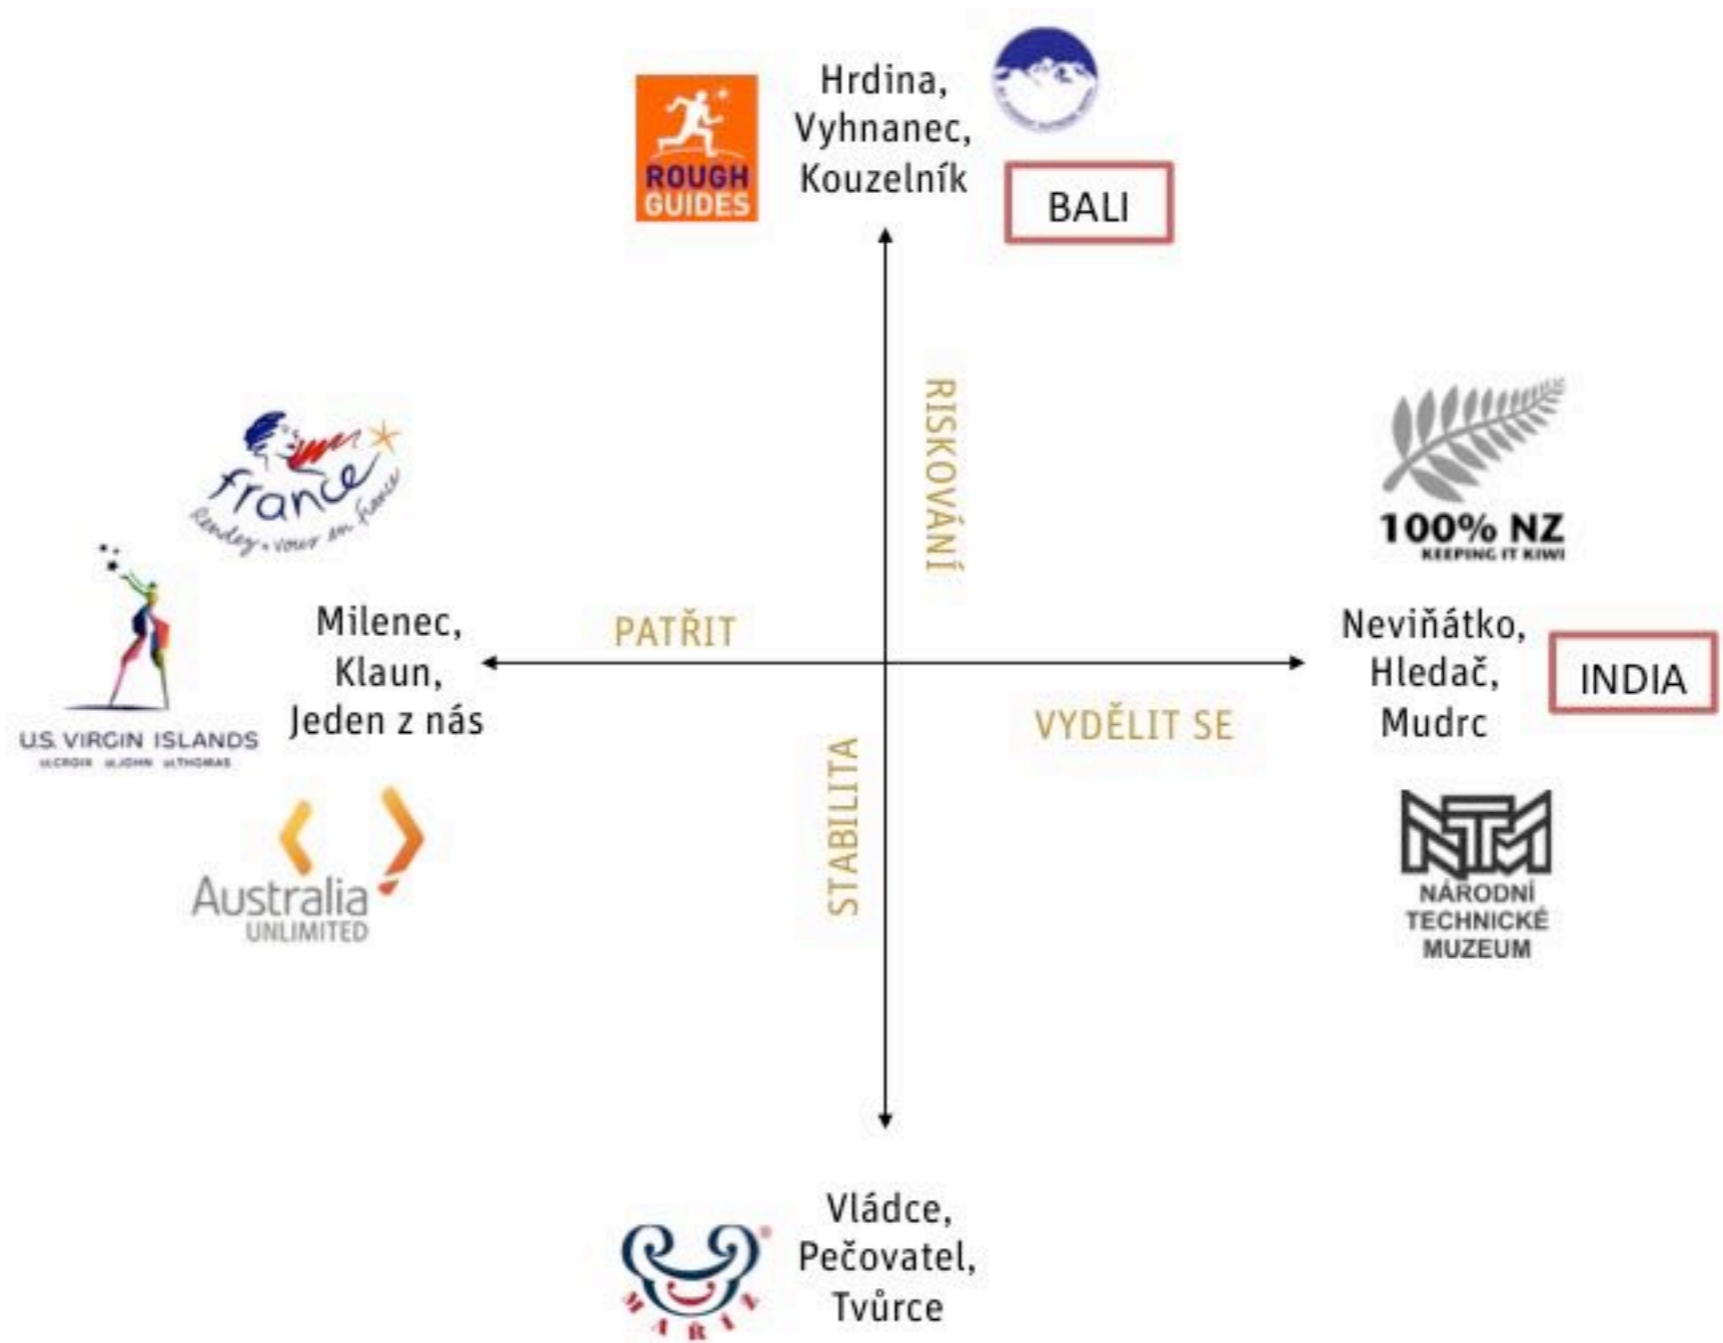 Hrdina,
Vyhnanec,
Kouzelník
ROUGH
GUIDES
BALI
RISKOVÁNÍ
france
Rendez-vous en France
100% NZ
KEEPING IT KIWI
Milenec,
Klaun,
Jeden z nás
PATŘIT
Neviňátko,
Hledač,
Mudrc
INDIA
U.S. VIRGIN ISLANDS
ST.CROIX ST.JOHN ST.THOMAS
VYDĚLIT SE
STABILITA
Australia
UNLIMITED
NTM
NÁRODNÍ
TECHNICKÉ
MUZEUM
Vládce,
Pečovatel,
Tvůrce
MAŘÍZ